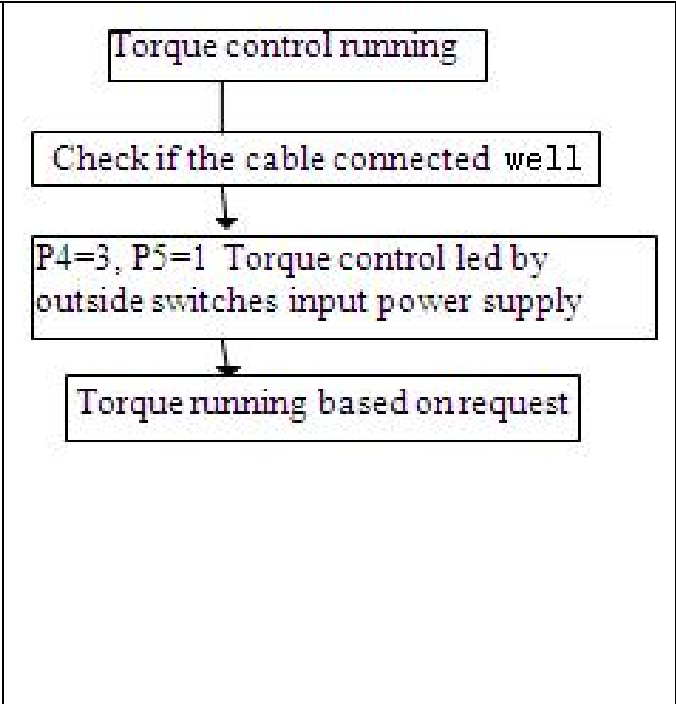 Torque control running
Check if the cable connected well
P4=3, P5=1 Torque control led by
outside switches input power supply
Torque running based on request